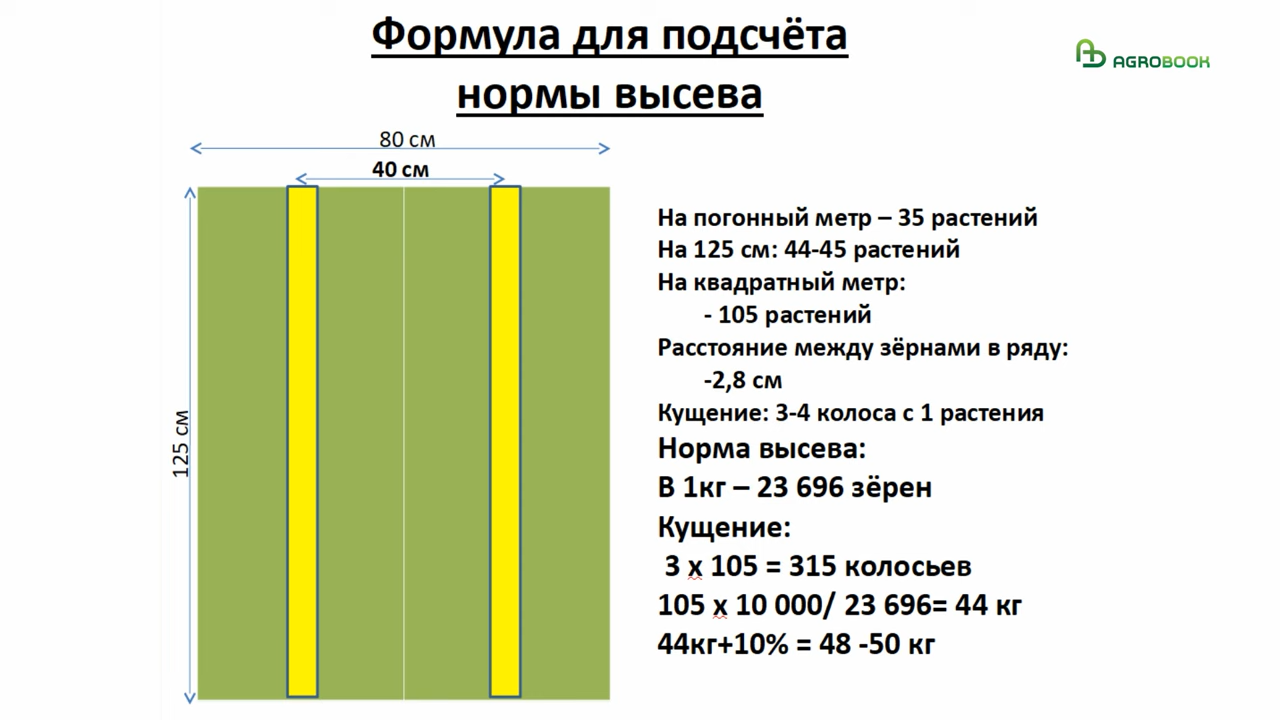 Формула для подсчёта
нормы высева
AGROBOOK
80 см
40 см
125 см
На погонный метр – 35 растений
На 125 см: 44-45 растений
На квадратный метр:
- 105 растений
Расстояние между зёрнами в ряду:
-2,8 см
Кущение: 3-4 колоса с 1 растения
Норма высева:
В 1кг – 23 696 зёрен
Кущение:
3 х 105 = 315 колосьев
105 х 10 000/ 23 696= 44 кг
44кг+10% = 48 -50 кг